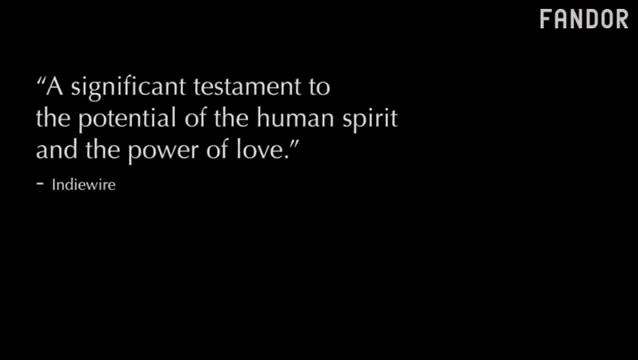 FANDOR
“A significant testament to
the potential of the human spirit
and the power of love.”
- Indiewire